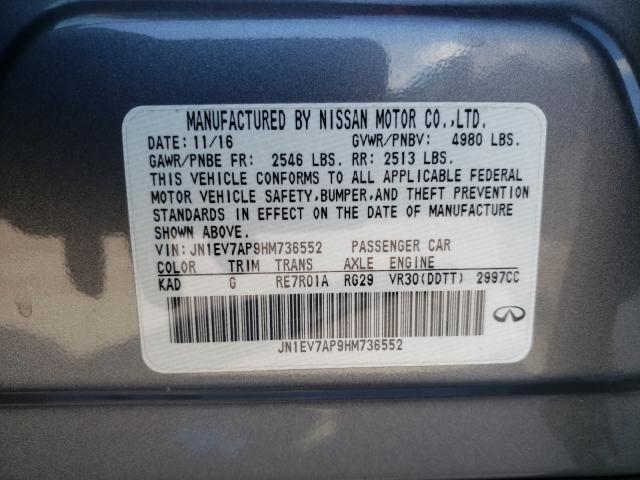 MANUFACTURED BY NISSAN MOTOR CO.,LTD.
DATE: 11/16 GVWR/PNBV: 4980 LBS.
GAWR/PNBE FR: 2546 LBS. RR: 2513 LBS.
THIS VEHICLE CONFORMS TO ALL APPLICABLE FEDERAL
MOTOR VEHICLE SAFETY,BUMPER,AND THEFT PREVENTION
STANDARDS IN EFFECT ON THE DATE OF MANUFACTURE
SHOWN ABOVE.
VIN:JN1EV7AP9HM736552 PASSENGER CAR
COLOR TRIM TRANS AXLE ENGINE
KAD G RE7R01A RG29 VR30(DDTT) 2997CC
JN1EV7AP9HM736552